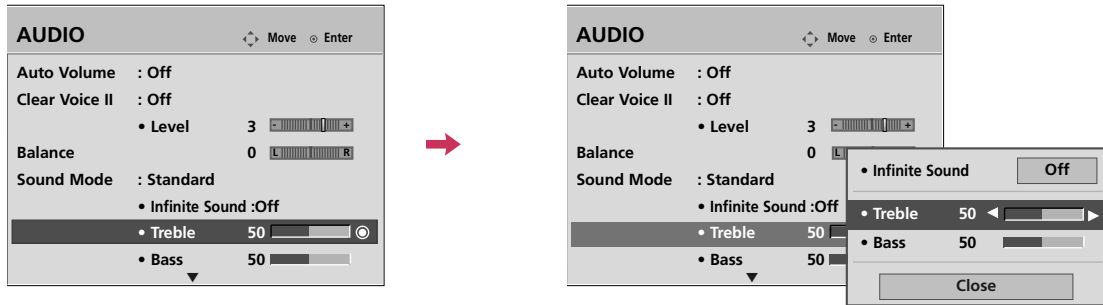 AUDIO Move Enter
Auto Volume : Off
Clear Voice II : Off
• Level 3 - +
Balance 0 L R
Sound Mode : Standard
• Infinite Sound :Off
• Treble 50
• Bass 50
AUDIO Move Enter
Auto Volume : Off
Clear Voice II : Off
• Level 3 - +
Balance 0 L
Sound Mode : Standard
• Infinite Sound :Off
• Treble 50
• Bass 50
• Infinite Sound Off
• Treble 50
• Bass 50
Close